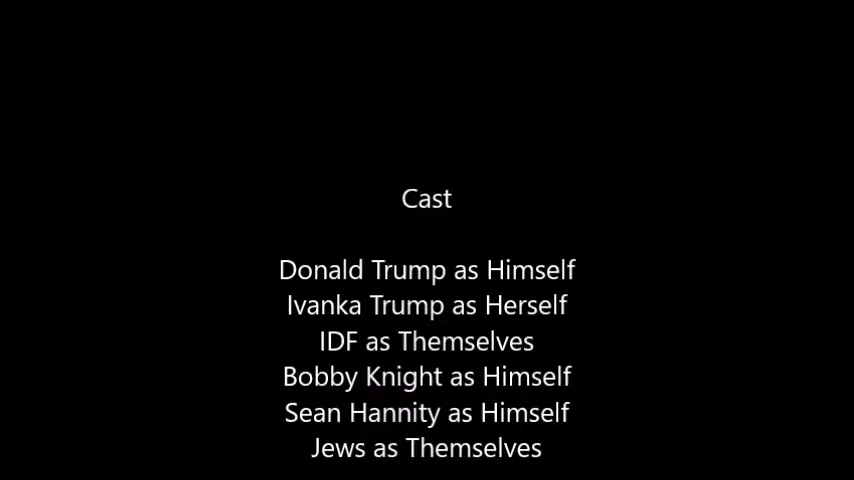 Cast
Donald Trump as Himself
Ivanka Trump as Herself
IDF as Themselves
Bobby Knight as Himself
Sean Hannity as Himself
Jews as Themselves